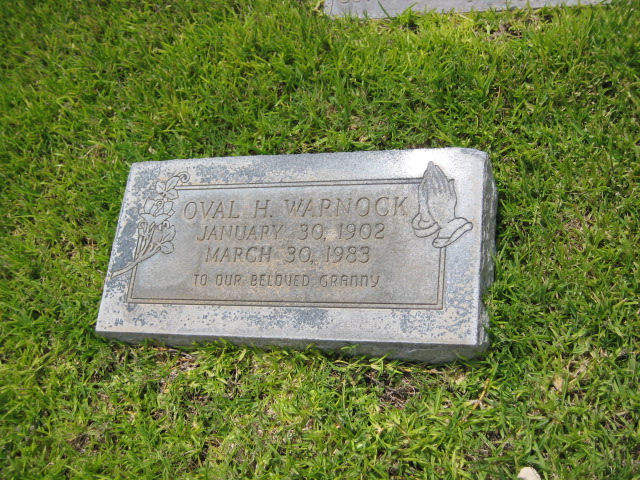 OVAL H. WARNOCK
JANUARY 30, 1902
MARCH 30, 1983
TO OUR BELOVED GRANNY